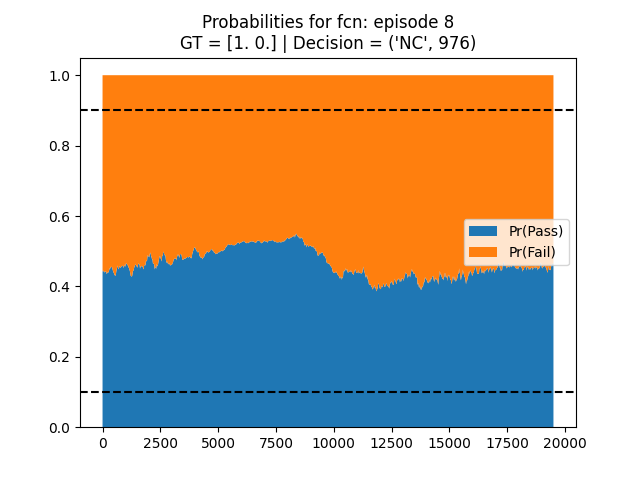 Probabilities for fcn: episode 8
GT = [1. 0.] | Decision = ('NC', 976)
1.0
0.8
0.6
0.4
0.2
0.0
Pr(Pass)
Pr(Fail)
0 2500 5000 7500 10000 12500 15000 17500 20000